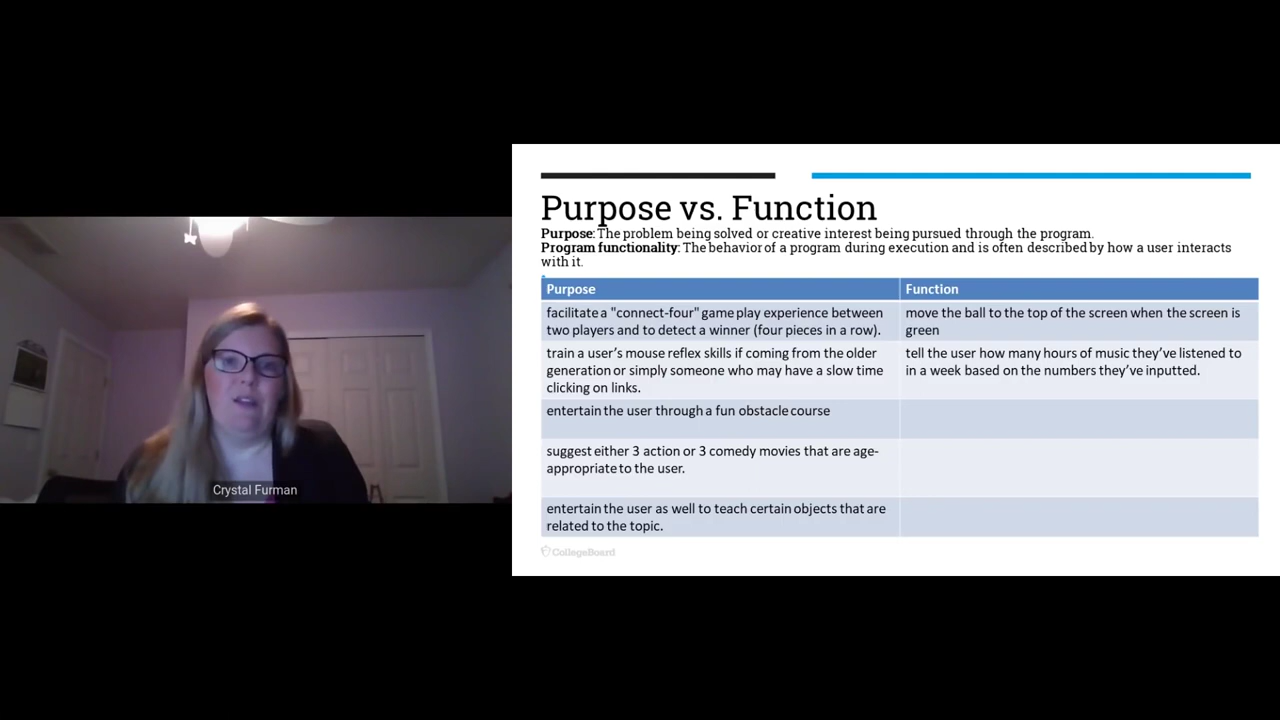 Purpose vs. Function
Purpose: The problem being solved or creative interest being pursued through the program.
Program functionality: The behavior of a program during execution and is often described by how a user interacts
with it.
Purpose
Function
facilitate a "connect-four" game play experience between
two players and to detect a winner (four pieces in a row).
move the ball to the top of the screen when the screen is
green
train a user’s mouse reflex skills if coming from the older
generation or simply someone who may have a slow time
clicking on links.
tell the user how many hours of music they’ve listened to
in a week based on the numbers they’ve inputted.
entertain the user through a fun obstacle course
suggest either 3 action or 3 comedy movies that are age-
appropriate to the user.
entertain the user as well to teach certain objects that are
related to the topic.
CollegeBoard
Crystal Furman